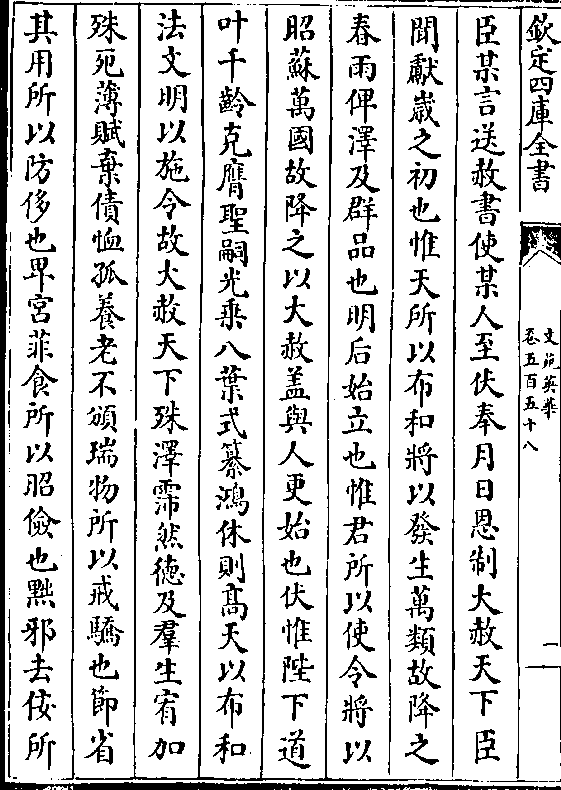 欽定四庫全書
文苑英華
卷五百五十八
一
臣某言送赦書使某人至伏奉月日恩制大赦天下臣
聞獻歲之初也惟天所以布和將以發生萬類故降之
春雨俾澤及群品也明后始立也惟君所以使令將以
昭蘇萬國故降之以大赦盖與人更始也伏惟陛下道
叶千齡克膺聖嗣光乗八葉式纂鴻休則髙天以布和
法文明以施令故大赦天下殊澤霈然德及羣生宥加
殊死薄賦棄債恤孤養老不頒瑞物所以戒驕也節省
其用所以防侈也卑宮菲食所以昭儉也黜邪去佞所